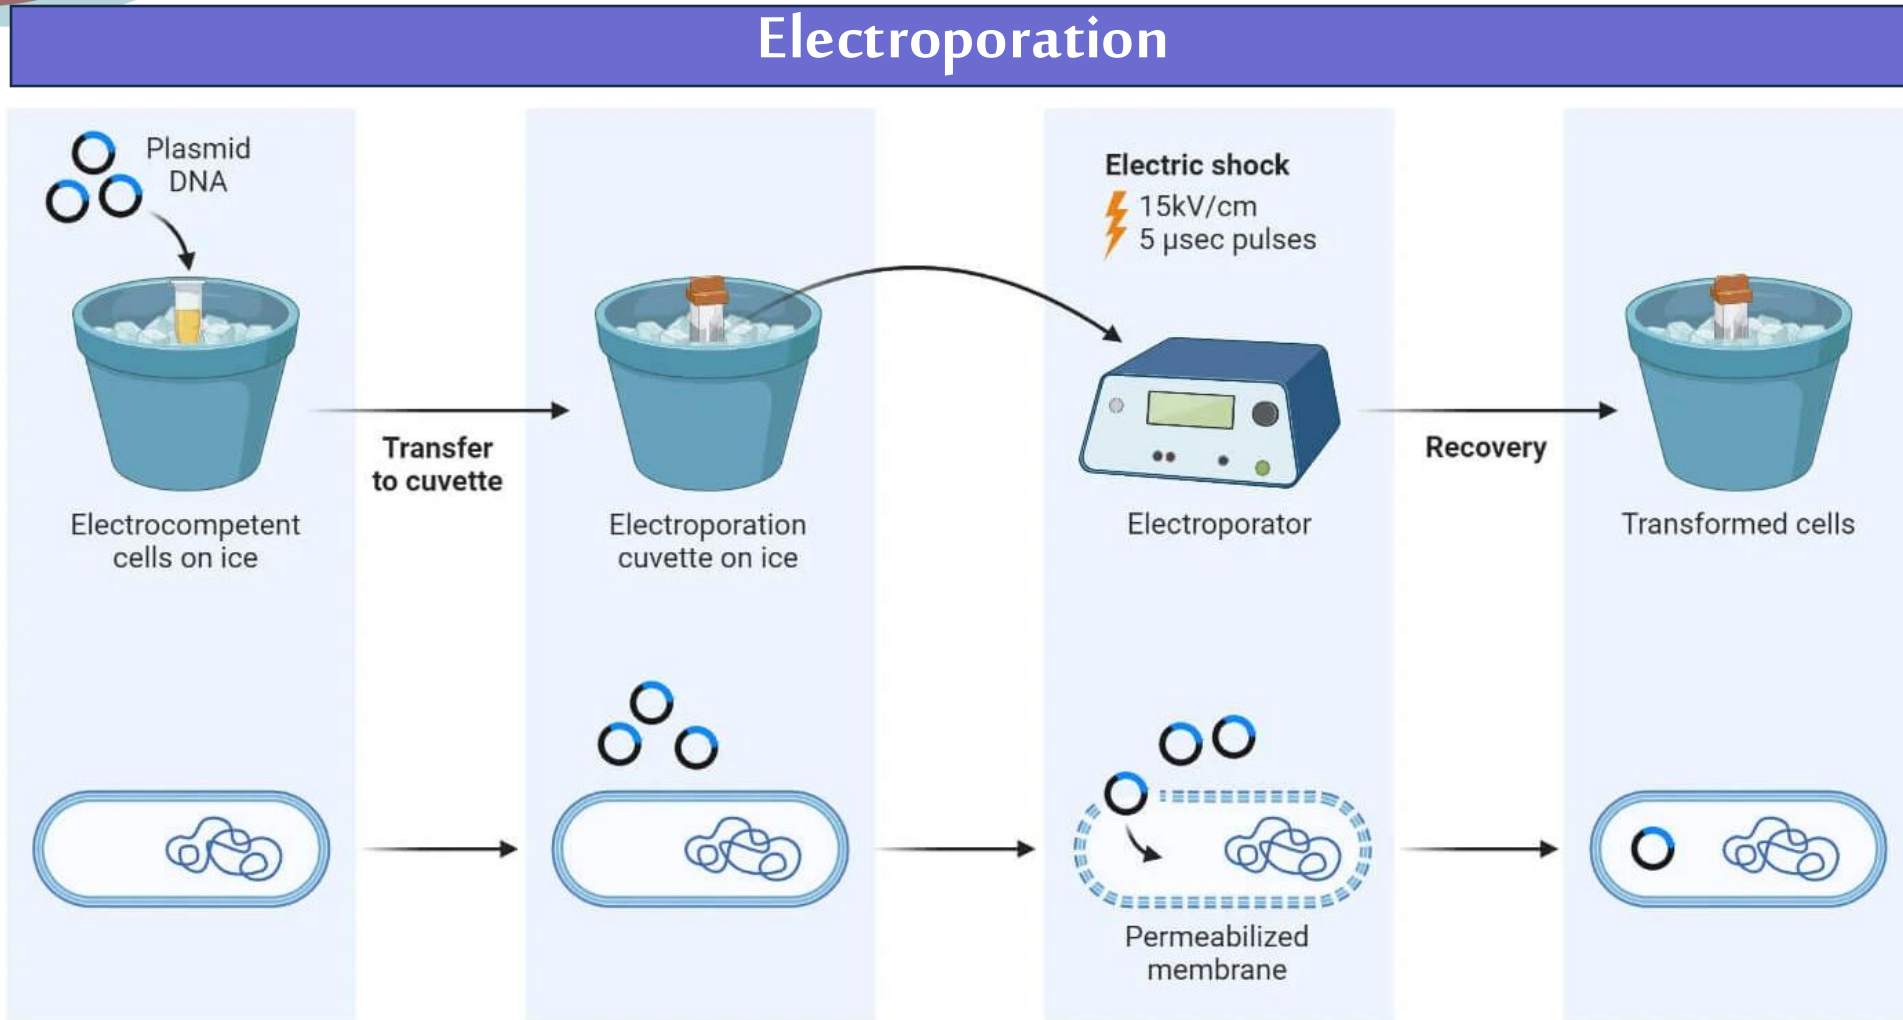 Electroporation
Plasmid
DNA
Electrocompetent
cells on ice
Transfer
to cuvette
Electroporation
cuvette on ice
Electric shock
15kV/cm
5 µsec pulses
Electroporator
Recovery
Transformed cells
Permeabilized
membrane